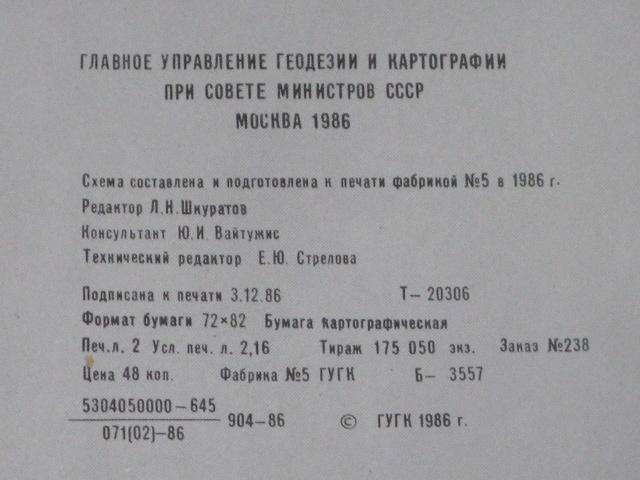 ГЛАВНОЕ УПРАВЛЕНИЕ ГЕОДЕЗИИ И КАРТОГРАФИИ
ПРИ СОВЕТЕ МИНИСТРОВ СССР
МОСКВА 1986
Схема составлена и подготовлена к печати фабрикой №5 в 1986 г.
Редактор Л.Н.Шкуратов
Консультант Ю.И. Вайтужис
Технический редактор Е.Ю. Стрелова
Подписана к печати 3.12.86 Т– 20306
Формат бумаги 72×82 Бумага картографическая
Печ.л. 2 Усл. печ. л. 2,16 Тираж 175 050 экз. Заказ №238
Цена 48 коп. Фабрика №5 ГУГК Б– 3557
5304050000–645
071(02)–86 904–86 © ГУГК 1986 г.